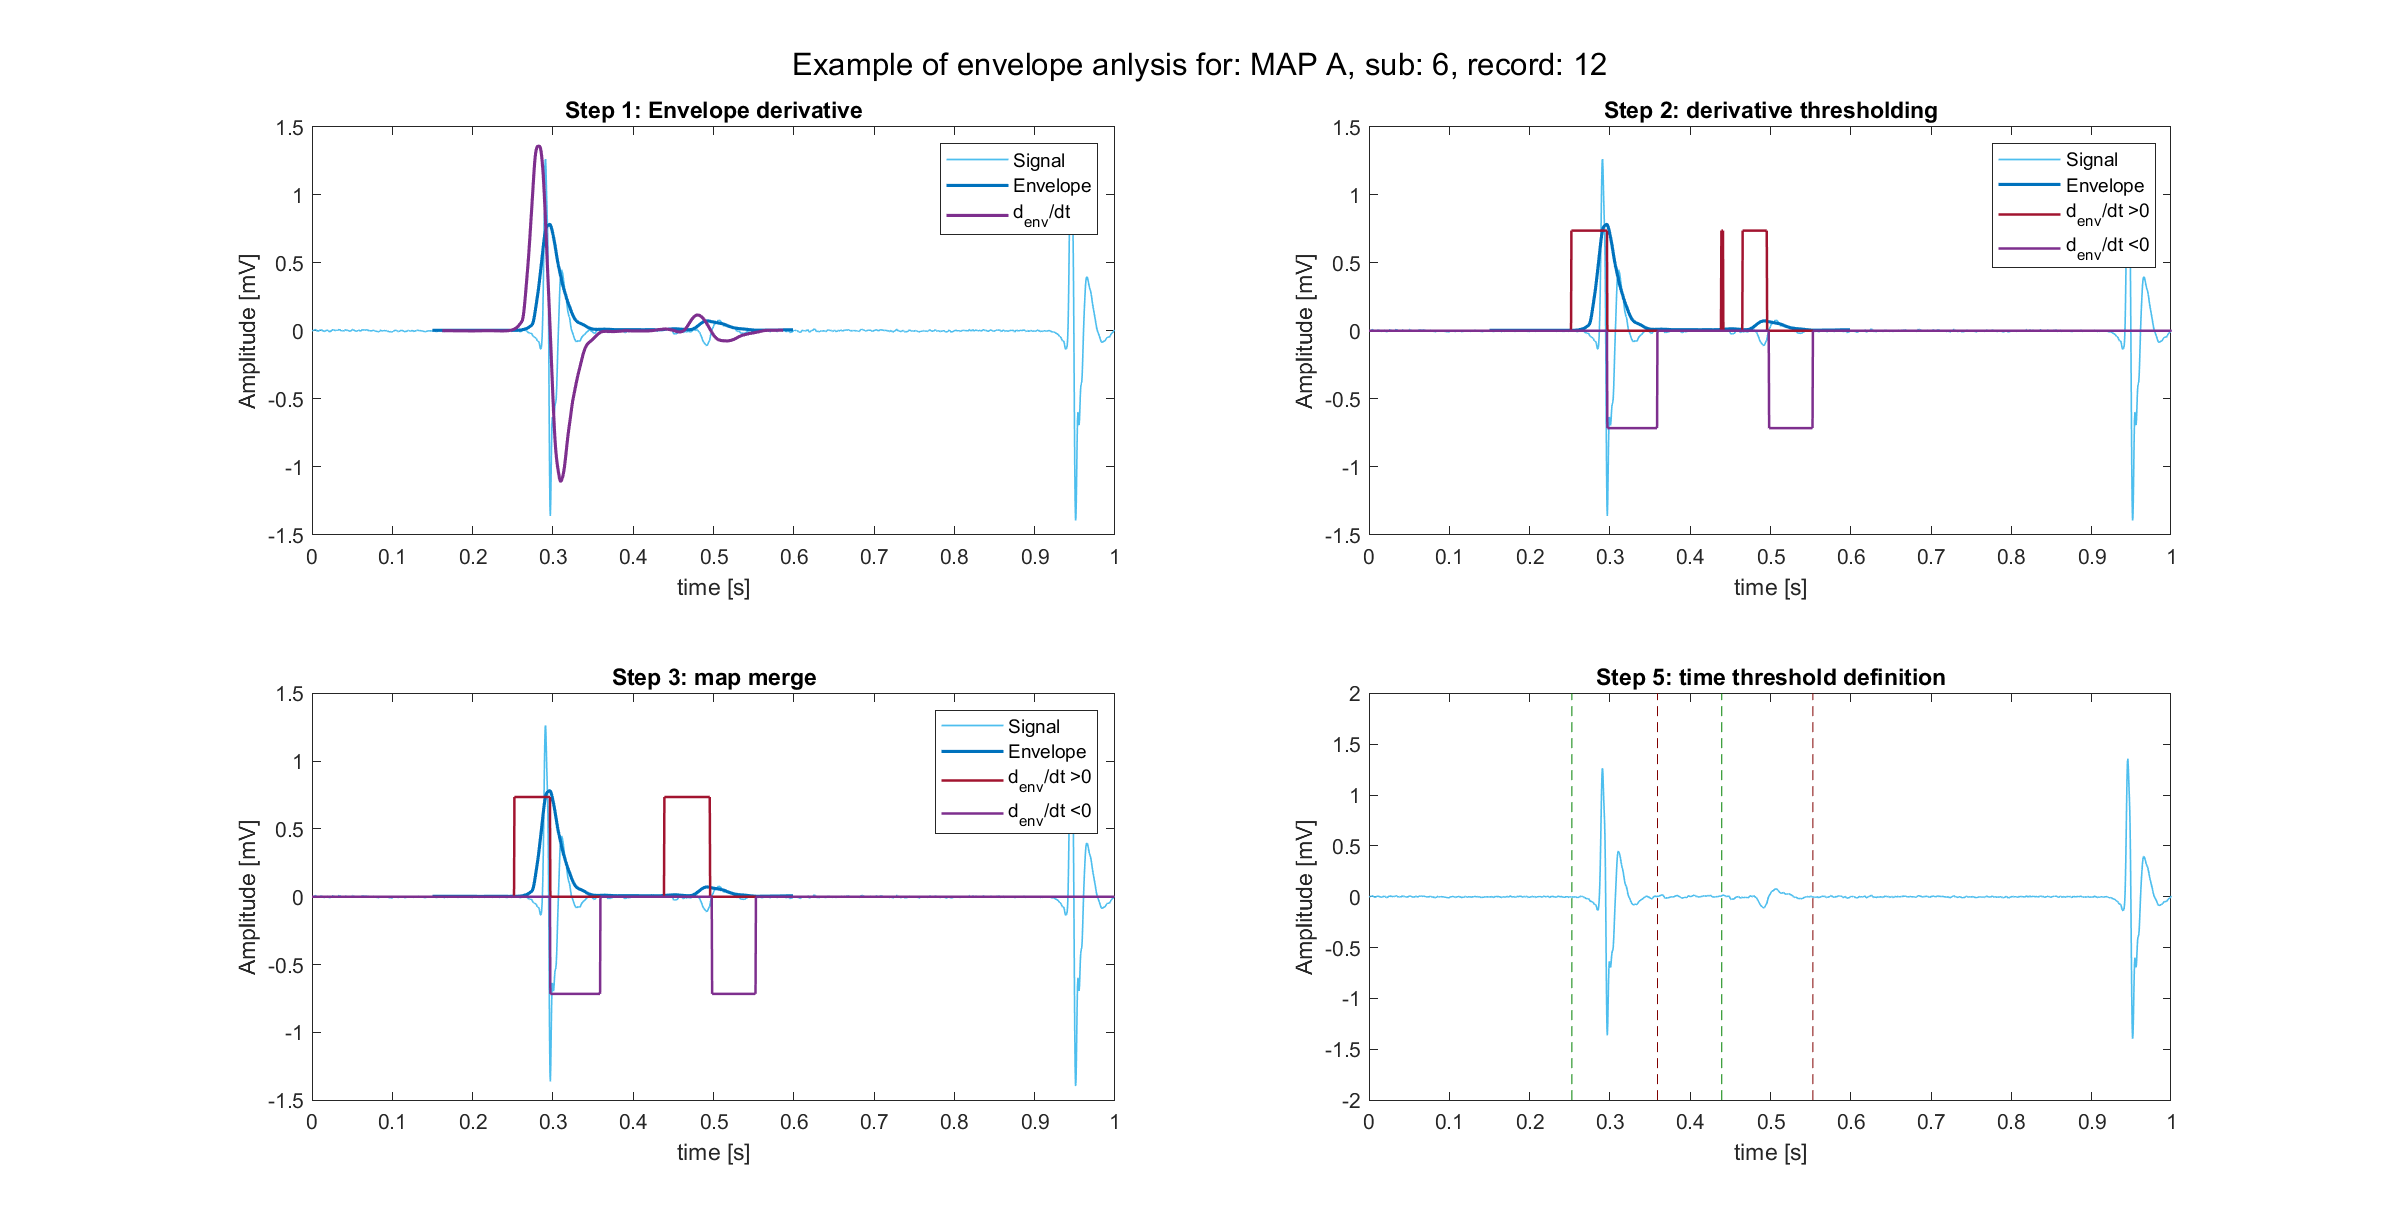 Example of envelope anlysis for: MAP A, sub: 6, record: 12
Step 1: Envelope derivative
1.5
1
0.5
0
-0.5
-1
-1.5
Amplitude [mV]
Signal
Envelope
d_env/dt
0 0.1 0.2 0.3 0.4 0.5 0.6 0.7 0.8 0.9 1
time [s]
Step 2: derivative thresholding
1.5
1
0.5
0
-0.5
-1
-1.5
Amplitude [mV]
Signal
Envelope
d_env/dt >0
d_env/dt <0
0 0.1 0.2 0.3 0.4 0.5 0.6 0.7 0.8 0.9 1
time [s]
Step 3: map merge
1.5
1
0.5
0
-0.5
-1
-1.5
Amplitude [mV]
Signal
Envelope
d_env/dt >0
d_env/dt <0
0 0.1 0.2 0.3 0.4 0.5 0.6 0.7 0.8 0.9 1
time [s]
Step 5: time threshold definition
2
1.5
1
0.5
0
-0.5
-1
-1.5
-2
Amplitude [mV]
0 0.1 0.2 0.3 0.4 0.5 0.6 0.7 0.8 0.9 1
time [s]